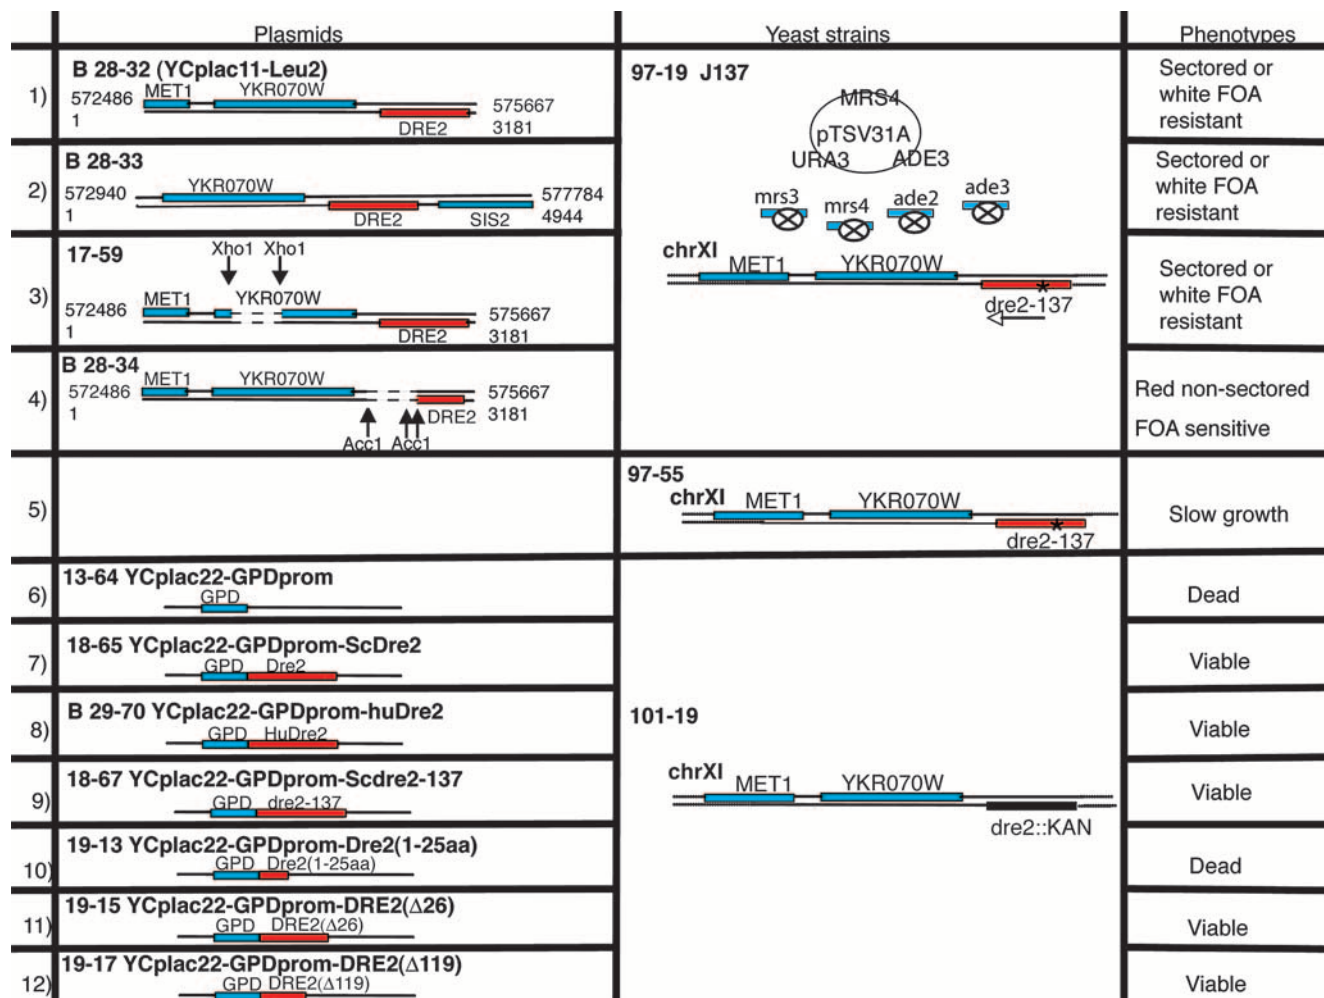 Plasmids Yeast strains Phenotypes
1)
B 28-32 (YCplac11-Leu2)
MET1 YKR070W
572486 575667
1 3181
DRE2
97-19 J137
MRS4
pTSV31A
URA3 ADE3
mrs3 mrs4 ade2 ade3
chrXI
MET1 YKR070W
dre2-137
Sectored or
white FOA
resistant
2)
B 28-33
YKR070W
572940 577784
1 4944
DRE2 SIS2
Sectored or
white FOA
resistant
3)
17-59
Xho1 Xho1
MET1 YKR070W
572486 575667
1 3181
DRE2
Sectored or
white FOA
resistant
4)
B 28-34
MET1 YKR070W
572486 575667
1 3181
DRE2
Acc1 Acc1
Red non-sectored
FOA sensitive
5)
97-55
chrXI
MET1 YKR070W
dre2-137
Slow growth
6)
13-64 YCplac22-GPDprom
GPD
Dead
7)
18-65 YCplac22-GPDprom-ScDre2
GPD Dre2
Viable
8)
B 29-70 YCplac22-GPDprom-huDre2
GPD HuDre2
101-19
chrXI
MET1 YKR070W
dre2::KAN
Viable
9)
18-67 YCplac22-GPDprom-Scdre2-137
GPD dre2-137
Viable
10)
19-13 YCplac22-GPDprom-Dre2(1-25aa)
GPD Dre2(1-25aa)
Dead
11)
19-15 YCplac22-GPDprom-DRE2(Δ26)
GPD DRE2(Δ26)
Viable
12)
19-17 YCplac22-GPDprom-DRE2(Δ119)
GPD DRE2(Δ119)
Viable